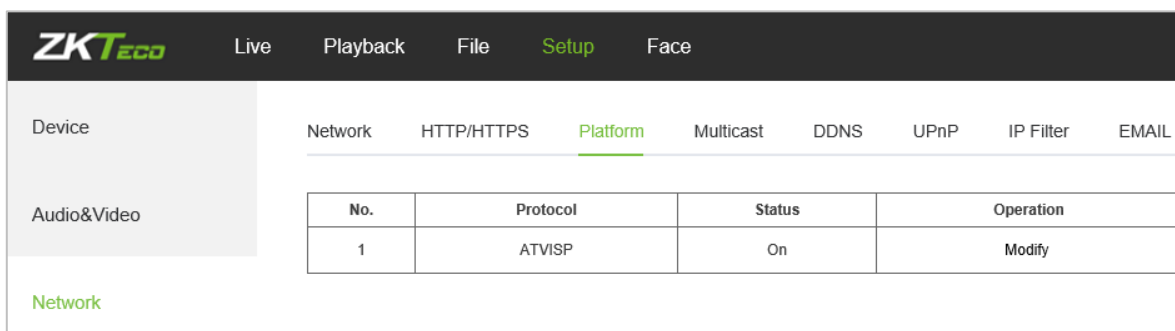 ZKTeco Live Playback File Setup Face
Device
Network HTTP/HTTPS Platform Multicast DDNS UPnP IP Filter EMAIL
Audio&Video
No. Protocol Status Operation
1 ATVISP On Modify
Network